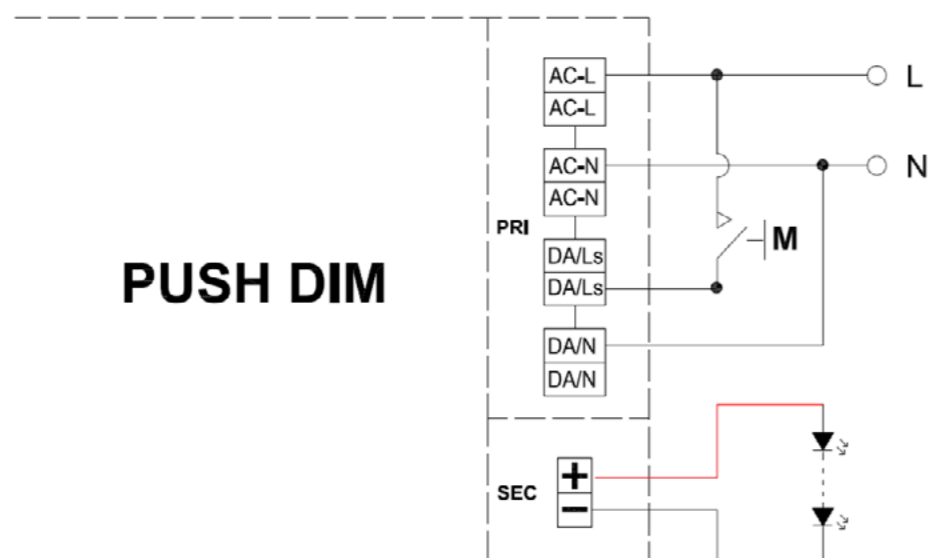 AC-L
L
AC-L
AC-N
N
AC-N
PRI
M
DA/Ls
PUSH DIM
DA/Ls
DA/N
DA/N
+
SEC
−